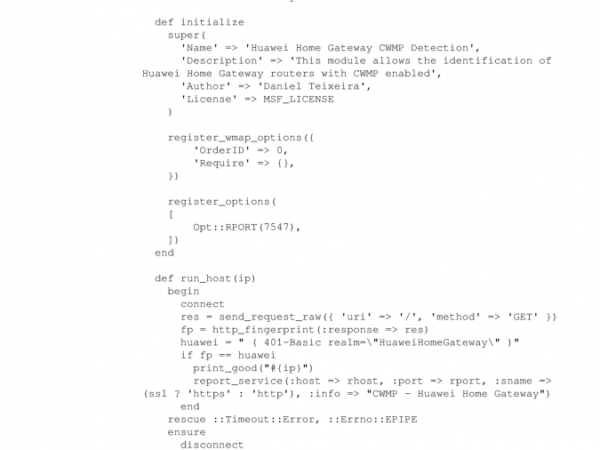 def initialize
super(
'Name' => 'Huawei Home Gateway CWMP Detection',
'Description' => 'This module allows the identification of
Huawei Home Gateway routers with CWMP enabled',
'Author' => 'Daniel Teixeira',
'License' => MSF_LICENSE
)
register_wmap_options({
'OrderID' => 0,
'Require' => {},
})
register_options(
[
Opt::RPORT(7547),
])
end
def run_host(ip)
begin
connect
res = send_request_raw({ 'uri' => '/', 'method' => 'GET' })
fp = http_fingerprint(:response => res)
huawei = " ( 401-Basic realm=\"HuaweiHomeGateway\" )"
if fp == huawei
print_good("#{ip}")
report_service(:host => rhost, :port => rport, :sname =>
(ssl ? 'https' : 'http'), :info => "CWMP - Huawei Home Gateway")
end
rescue ::Timeout::Error, ::Errno::EPIPE
ensure
disconnect